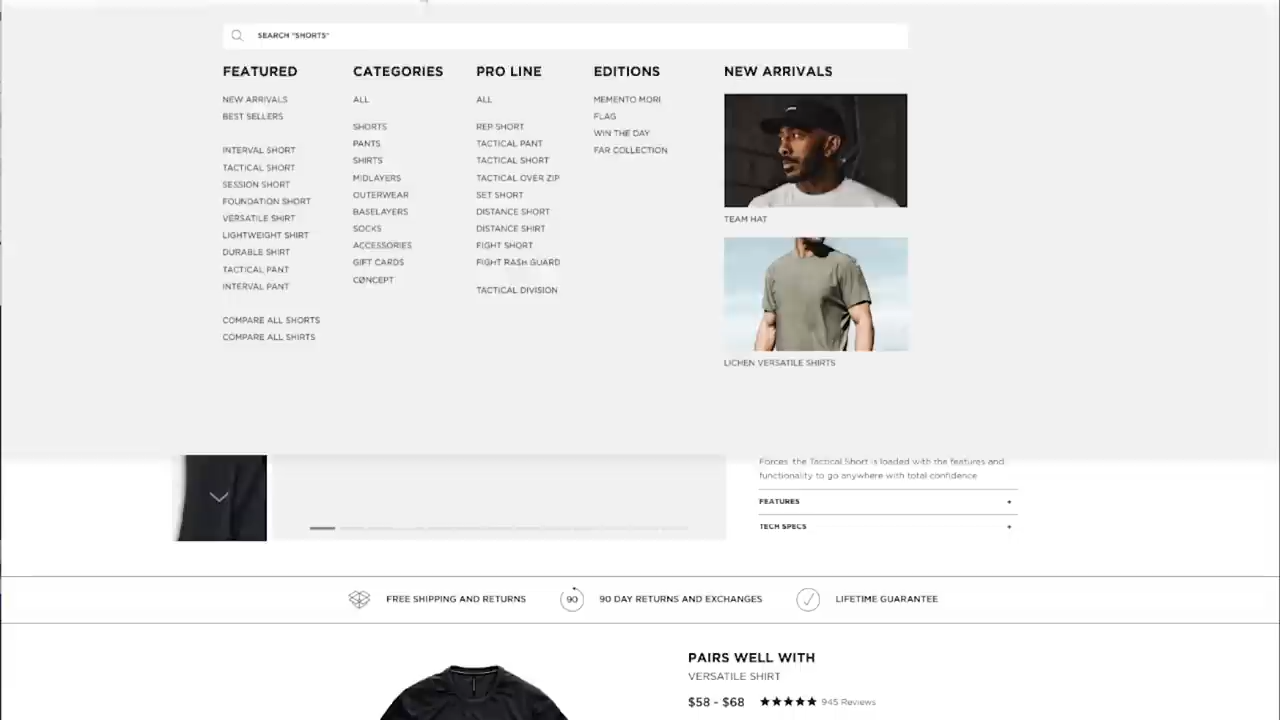 SEARCH "SHORTS"
FEATURED
NEW ARRIVALS
BEST SELLERS
INTERVAL SHORT
TACTICAL SHORT
SESSION SHORT
FOUNDATION SHORT
VERSATILE SHIRT
LIGHTWEIGHT SHIRT
DURABLE SHIRT
TACTICAL PANT
INTERVAL PANT
COMPARE ALL SHORTS
COMPARE ALL SHIRTS
CATEGORIES
ALL
SHORTS
PANTS
SHIRTS
MIDLAYERS
OUTERWEAR
BASELAYERS
SOCKS
ACCESSORIES
GIFT CARDS
CØNCEPT
PRO LINE
ALL
REP SHORT
TACTICAL PANT
TACTICAL SHORT
TACTICAL OVER ZIP
SET SHORT
DISTANCE SHORT
DISTANCE SHIRT
FIGHT SHORT
FIGHT RASH GUARD
TACTICAL DIVISION
EDITIONS
MEMENTO MORI
FLAG
WIN THE DAY
FAR COLLECTION
NEW ARRIVALS
TEAM HAT
LICHEN VERSATILE SHIRTS
Forces, the Tactical Short is loaded with the features and
functionality to go anywhere with total confidence
FEATURES +
TECH SPECS +
FREE SHIPPING AND RETURNS
90
90 DAY RETURNS AND EXCHANGES
LIFETIME GUARANTEE
PAIRS WELL WITH
VERSATILE SHIRT
$58 - $68 ★★★★★ 945 Reviews